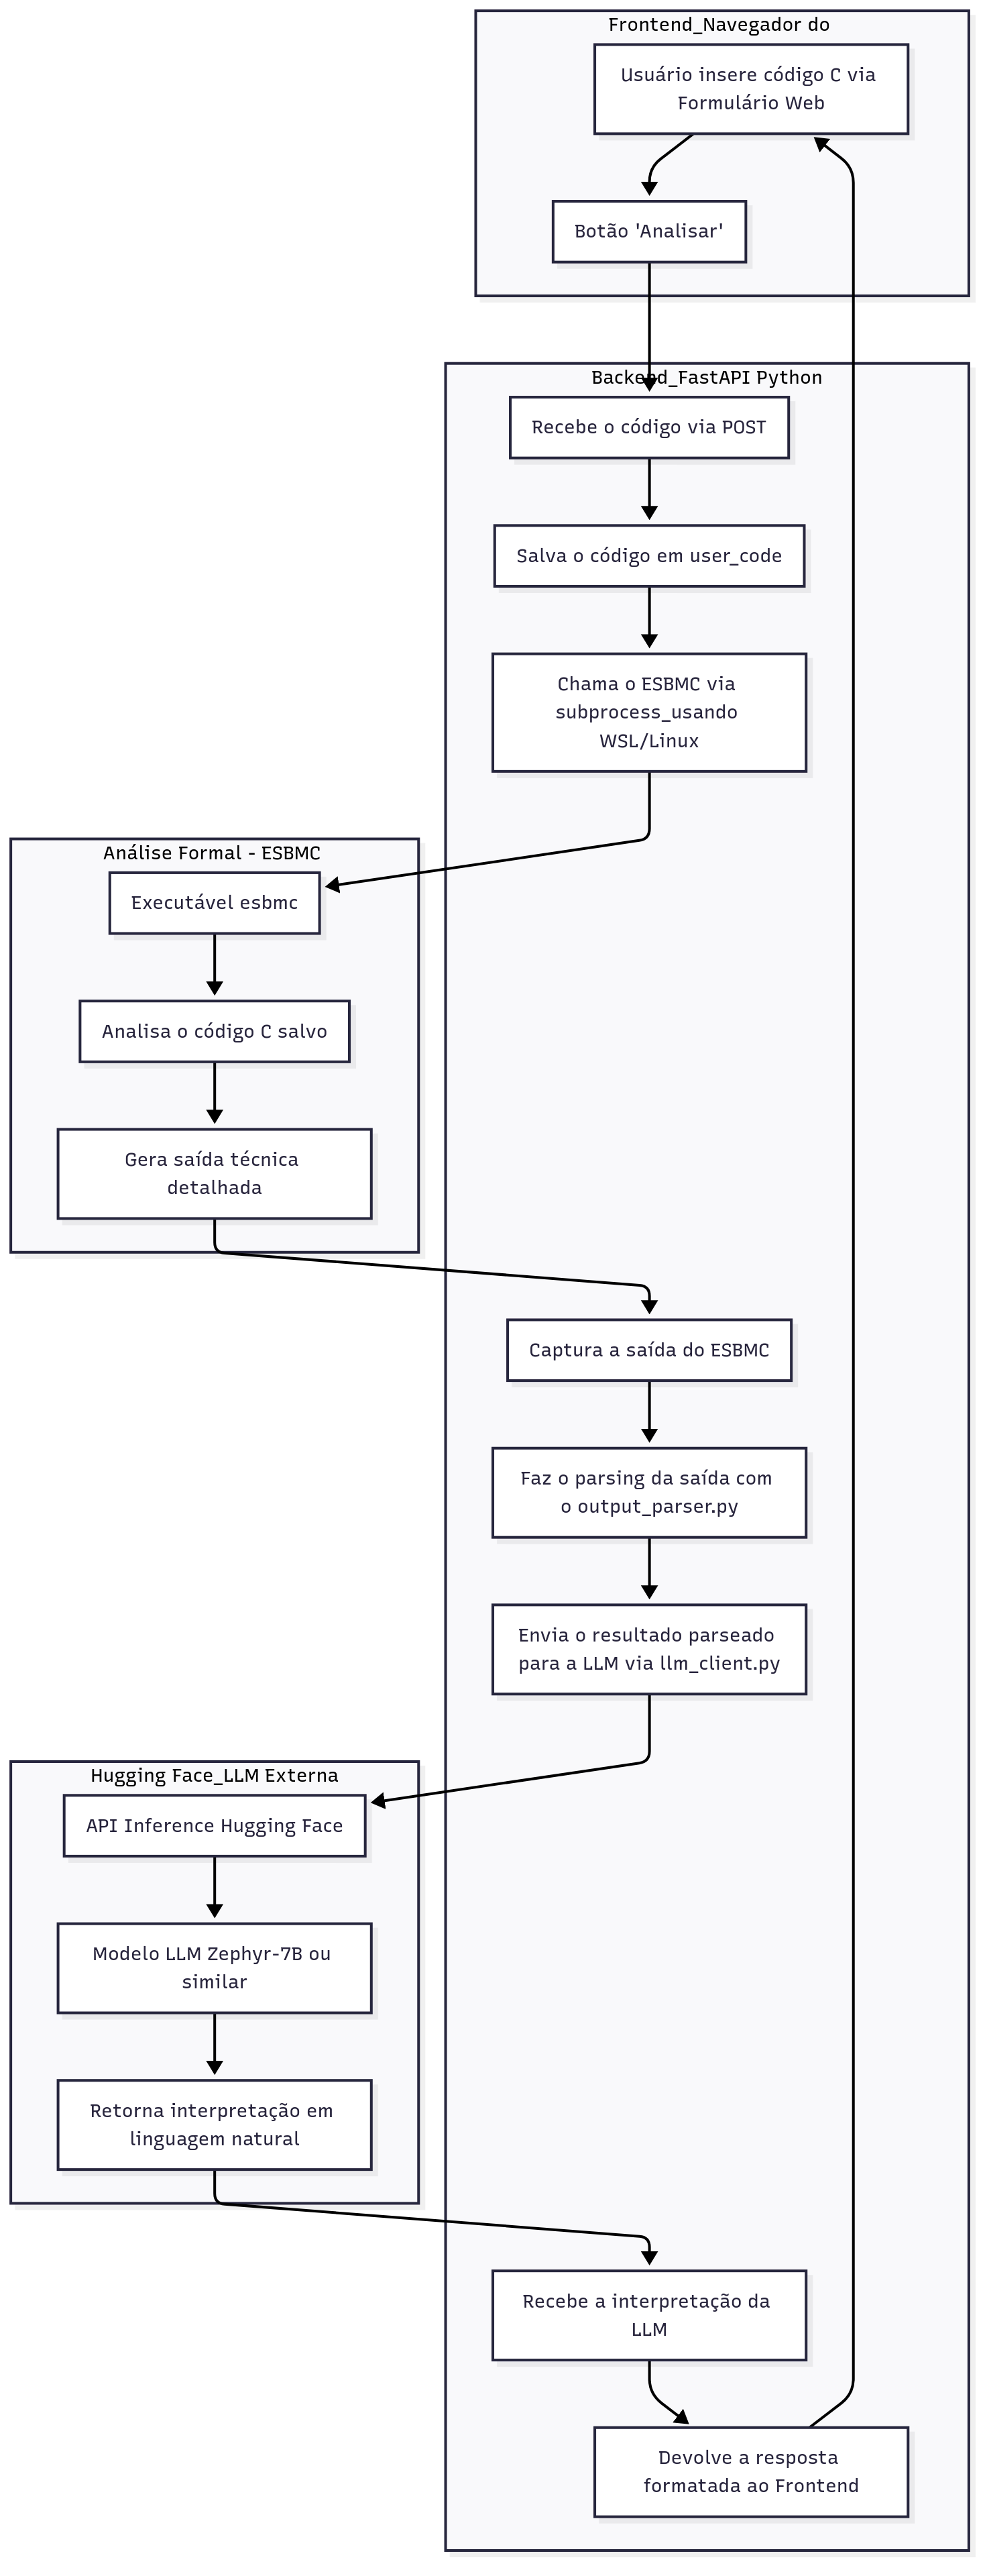 Frontend_Navegador do
Usuário insere código C via
Formulário Web
Botão 'Analisar'
Backend_FastAPI Python
Recebe o código via POST
Salva o código em user_code
Chama o ESBMC via
subprocess_usando
WSL/Linux
Análise Formal - ESBMC
Executável esbmc
Analisa o código C salvo
Gera saída técnica
detalhada
Captura a saída do ESBMC
Faz o parsing da saída com
o output_parser.py
Envia o resultado parseado
para a LLM via llm_client.py
Hugging Face_LLM Externa
API Inference Hugging Face
Modelo LLM Zephyr-7B ou
similar
Retorna interpretação em
linguagem natural
Recebe a interpretação da
LLM
Devolve a resposta
formatada ao Frontend